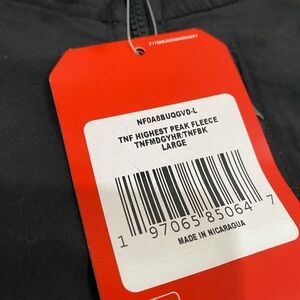 NF0A8BUQGVD-L
TNF HIGHEST PEAK FLEECE
TNFMDGYHR/TNFBK
LARGE
1 97065 85064 7
MADE IN NICARAGUA